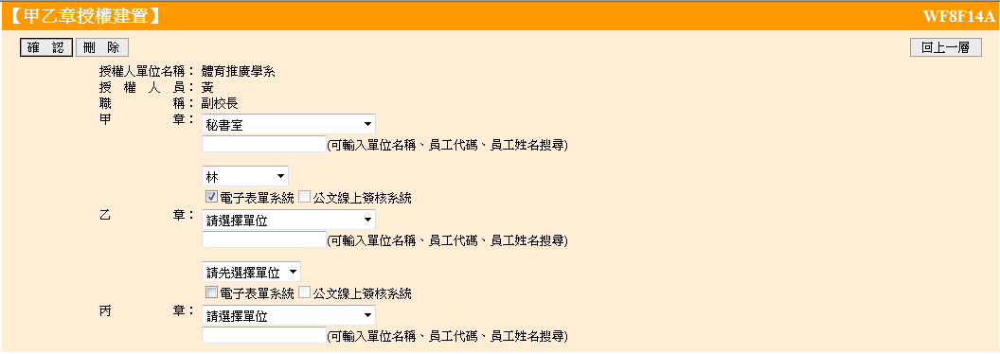 【甲乙章授權建置】 WF8F14A
確 認 刪 除 回上一層
授權人單位名稱： 體育推廣學系
授 權 人 員： 黃
職 稱： 副校長
甲 章： 秘書室
(可輸入單位名稱、員工代碼、員工姓名搜尋)
林
電子表單系統 公文線上簽核系統
乙 章： 請選擇單位
(可輸入單位名稱、員工代碼、員工姓名搜尋)
請先選擇單位
電子表單系統 公文線上簽核系統
丙 章： 請選擇單位
(可輸入單位名稱、員工代碼、員工姓名搜尋)